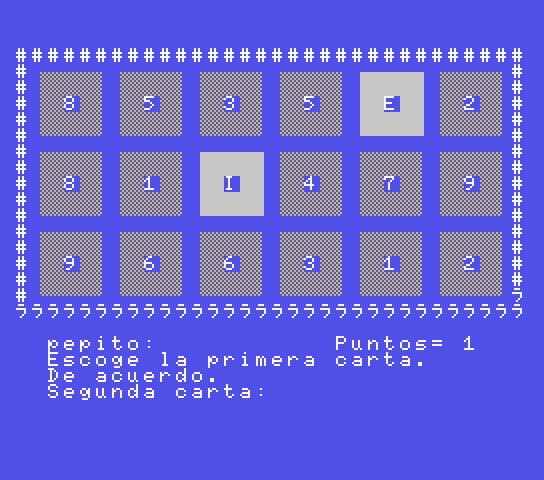 ################################
# 8 5 3 5 E 2 #
# 8 1 I 4 7 9 #
# 9 6 6 3 1 2 #
pepito: Puntos= 1
Escoge la primera carta.
De acuerdo.
Segunda carta: